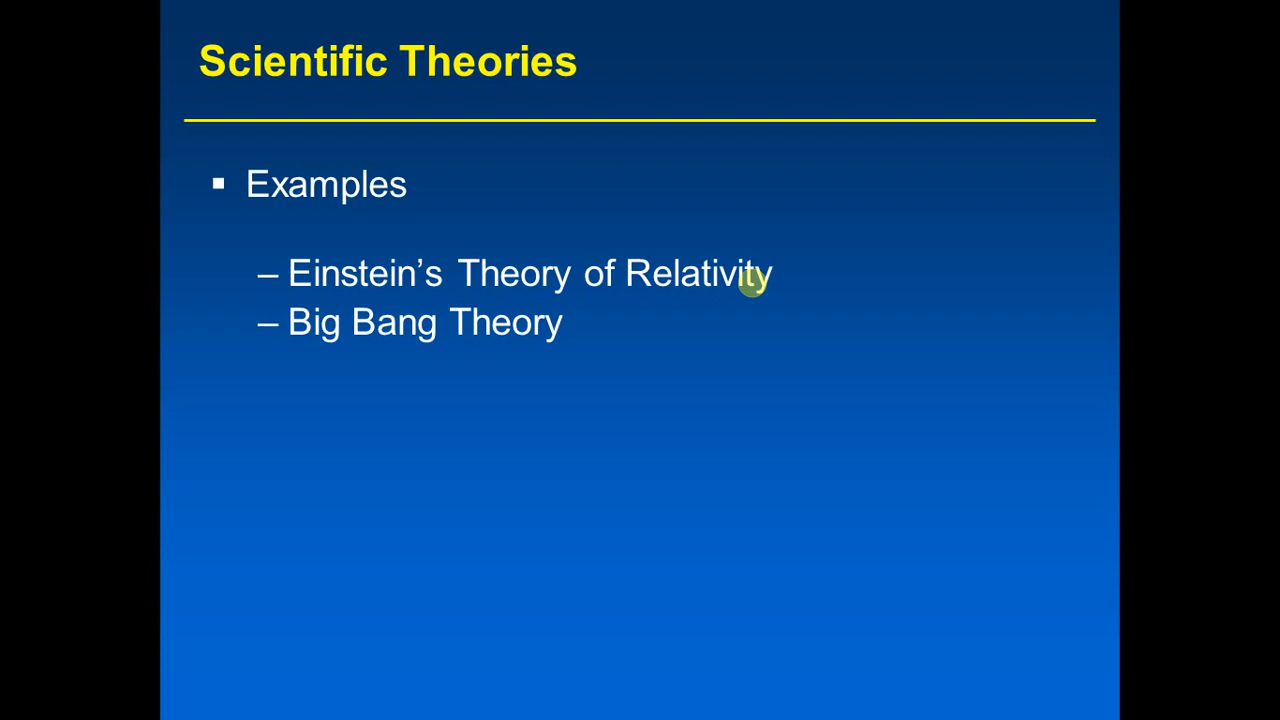 Scientific Theories
▪ Examples
– Einstein’s Theory of Relativity
– Big Bang Theory